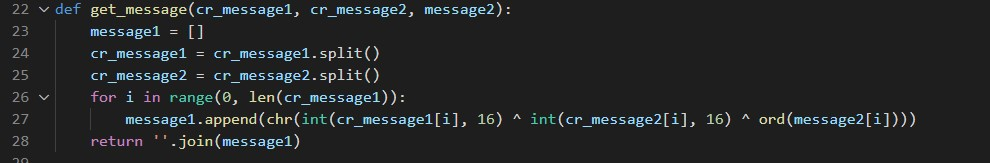 22 def get_message(cr_message1, cr_message2, message2):
23     message1 = []
24     cr_message1 = cr_message1.split()
25     cr_message2 = cr_message2.split()
26     for i in range(0, len(cr_message1)):
27         message1.append(chr(int(cr_message1[i], 16) ^ int(cr_message2[i], 16) ^ ord(message2[i])))
28     return ''.join(message1)